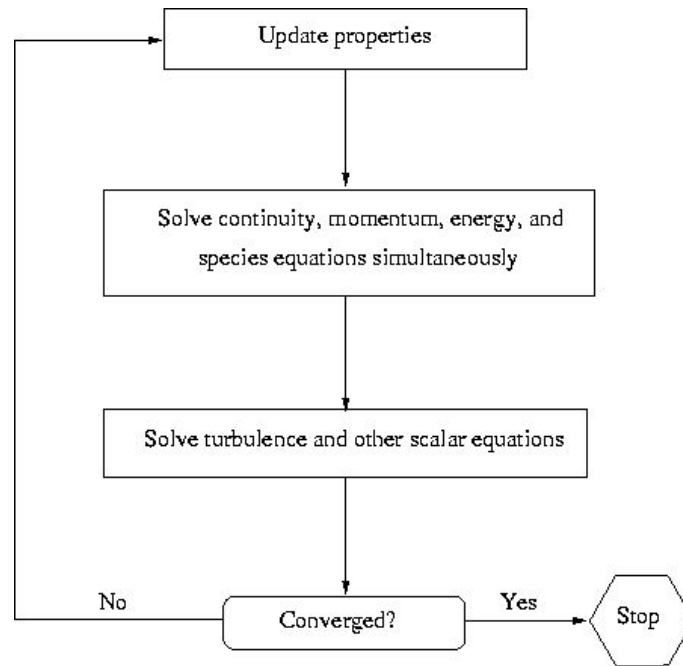 Update properties
Solve continuity, momentum, energy, and
species equations simultaneously
Solve turbulence and other scalar equations
No
Converged?
Yes
Stop